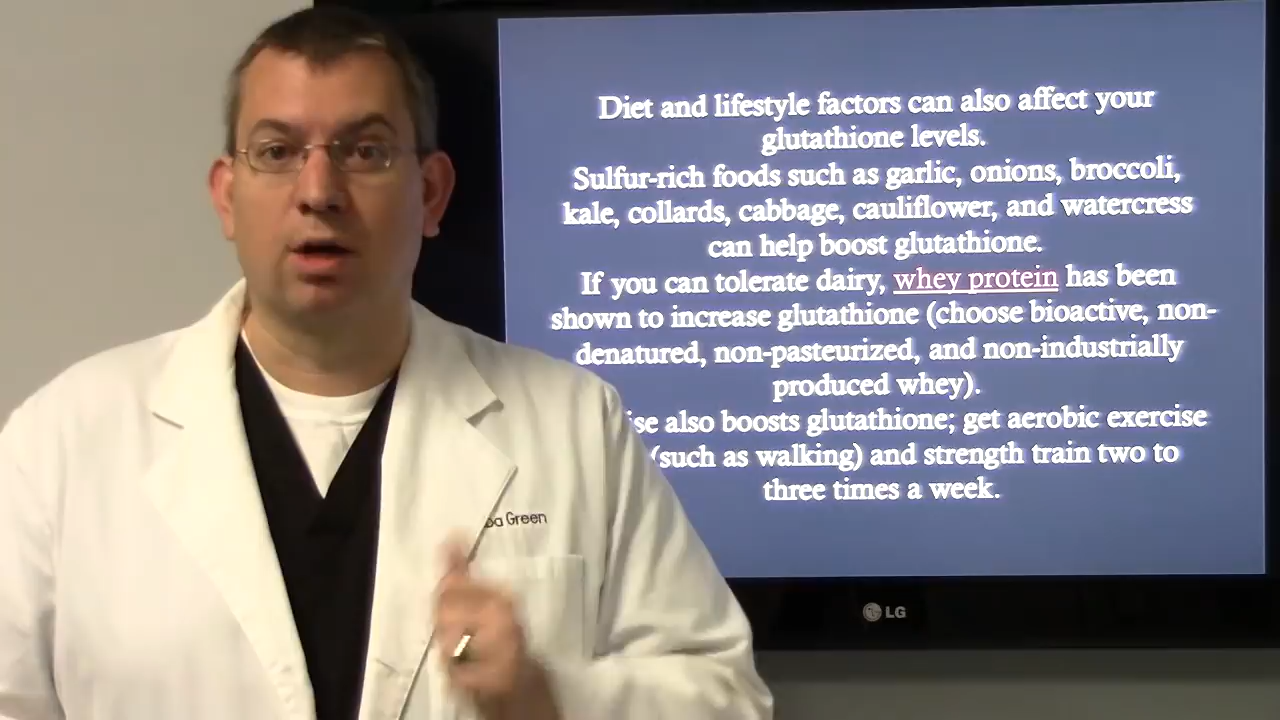 Diet and lifestyle factors can also affect your
glutathione levels.
Sulfur-rich foods such as garlic, onions, broccoli,
kale, collards, cabbage, cauliflower, and watercress
can help boost glutathione.
If you can tolerate dairy, whey protein has been
shown to increase glutathione (choose bioactive, non-
denatured, non-pasteurized, and non-industrially
produced whey).
also boosts glutathione; get aerobic exercise
(such as walking) and strength train two to
three times a week.
Green
LG